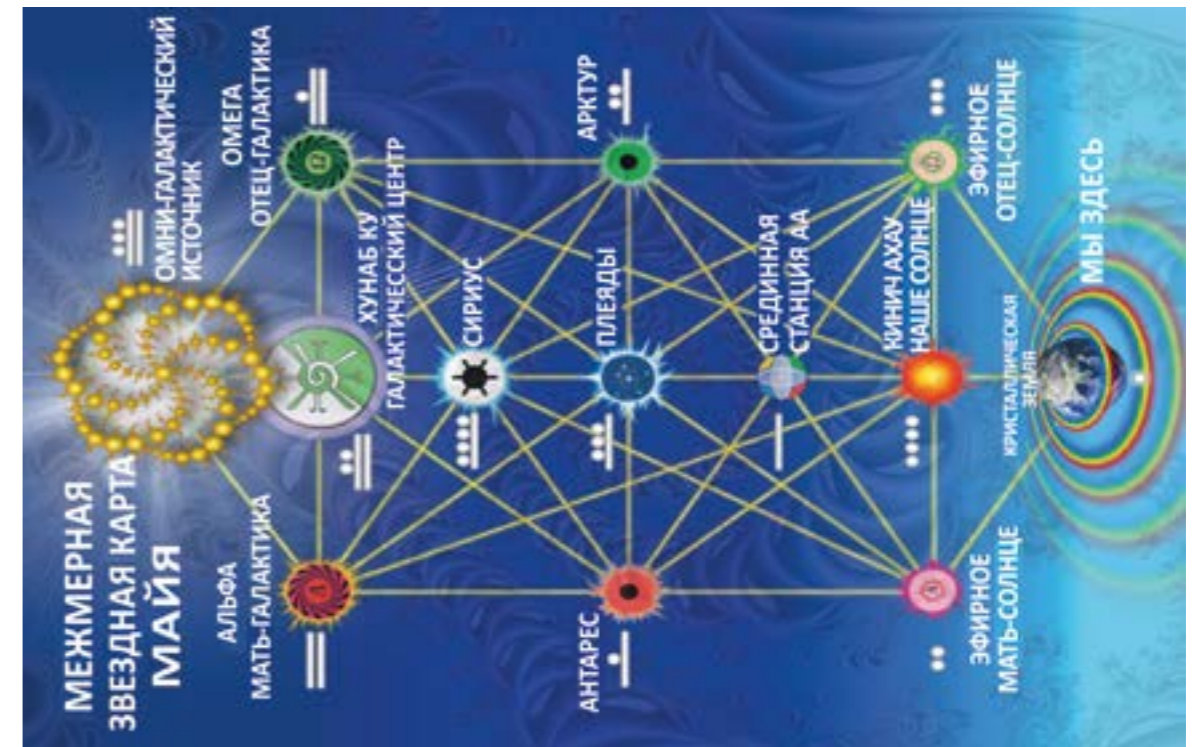 МЕЖМЕРНАЯ
ЗВЕЗДНАЯ КАРТА
МАЙЯ
ОМНИ-ГАЛАКТИЧЕСКИЙ
ИСТОЧНИК
АЛЬФА
МАТЬ-ГАЛАКТИКА
ОМЕГА
ОТЕЦ-ГАЛАКТИКА
ХУНАБ КУ
ГАЛАКТИЧЕССКИЙ ЦЕНТР
СИРИУС
АНТАРЕС
ПЛЕЯДЫ
АРКТУР
СРЕДИННАЯ
СТАНЦИЯ АА
КИНИЧ АХАУ
НАШЕ СОЛНЦЕ
ЭФИРНОЕ
МАТЬ-СОЛНЦЕ
КРИСТАЛЛИЧЕСКАЯ
ЗЕМЛЯ
ЭФИРНОЕ
ОТЕЦ-СОЛНЦЕ
МЫ ЗДЕСЬ